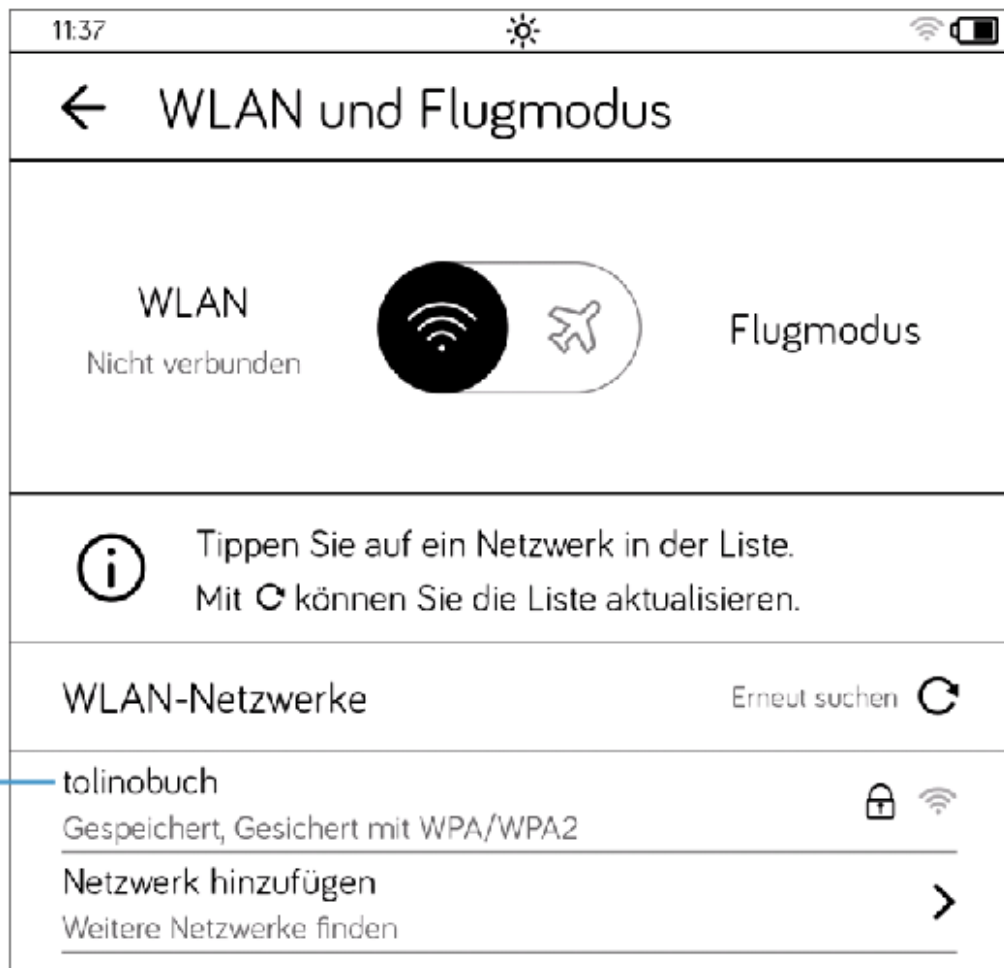 11:37
WLAN und Flugmodus
WLAN
Nicht verbunden
Flugmodus
Tippen Sie auf ein Netzwerk in der Liste.
Mit können Sie die Liste aktualisieren.
WLAN-Netzwerke
Erneut suchen
tolinobuch
Gespeichert, Gesichert mit WPA/WPA2
Netzwerk hinzufügen
Weitere Netzwerke finden